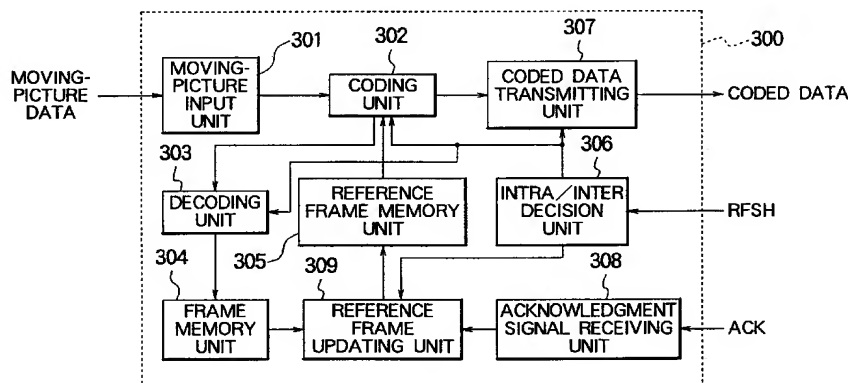 301
302
307
300
MOVING-
PICTURE
DATA
MOVING-
PICTURE
INPUT
UNIT
CODING
UNIT
CODED DATA
TRANSMITTING
UNIT
CODED DATA
303
306
DECODING
UNIT
REFERENCE
FRAME MEMORY
UNIT
INTRA/INTER
DECISION
UNIT
RFSH
304
305
309
308
FRAME
MEMORY
UNIT
REFERENCE
FRAME
UPDATING UNIT
ACKNOWLEDGMENT
SIGNAL RECEIVING
UNIT
ACK